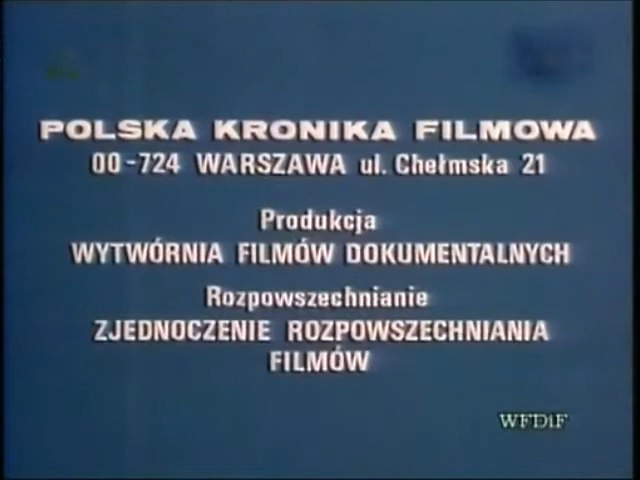 POLSKA KRONIKA FILMOWA
00-724 WARSZAWA ul. Chełmska 21
Produkcja
WYTWÓRNIA FILMÓW DOKUMENTALNYCH
Rozpowszechnianie
ZJEDNOCZENIE ROZPOWSZECHNIANIA
FILMÓW
WFDiF